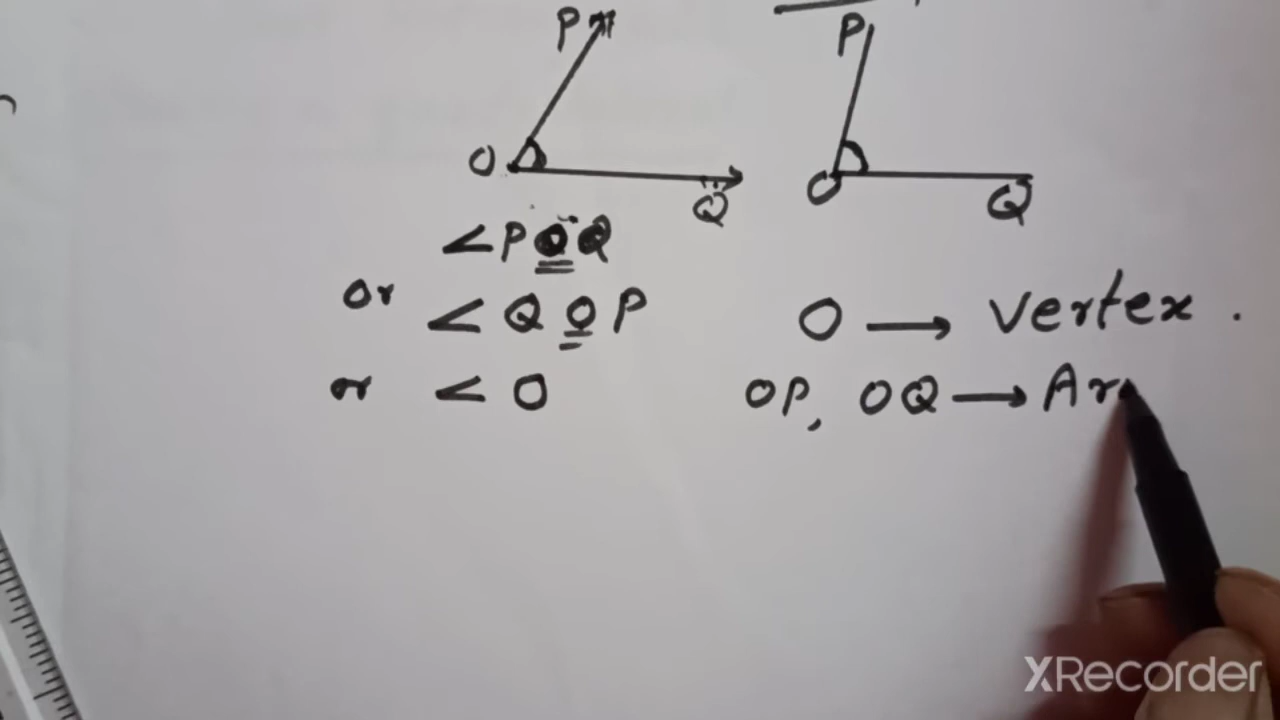 P P
O Q O Q
<POQ
or <QOP O → Vertex.
or <O OP, OQ → Ar
XRecorder